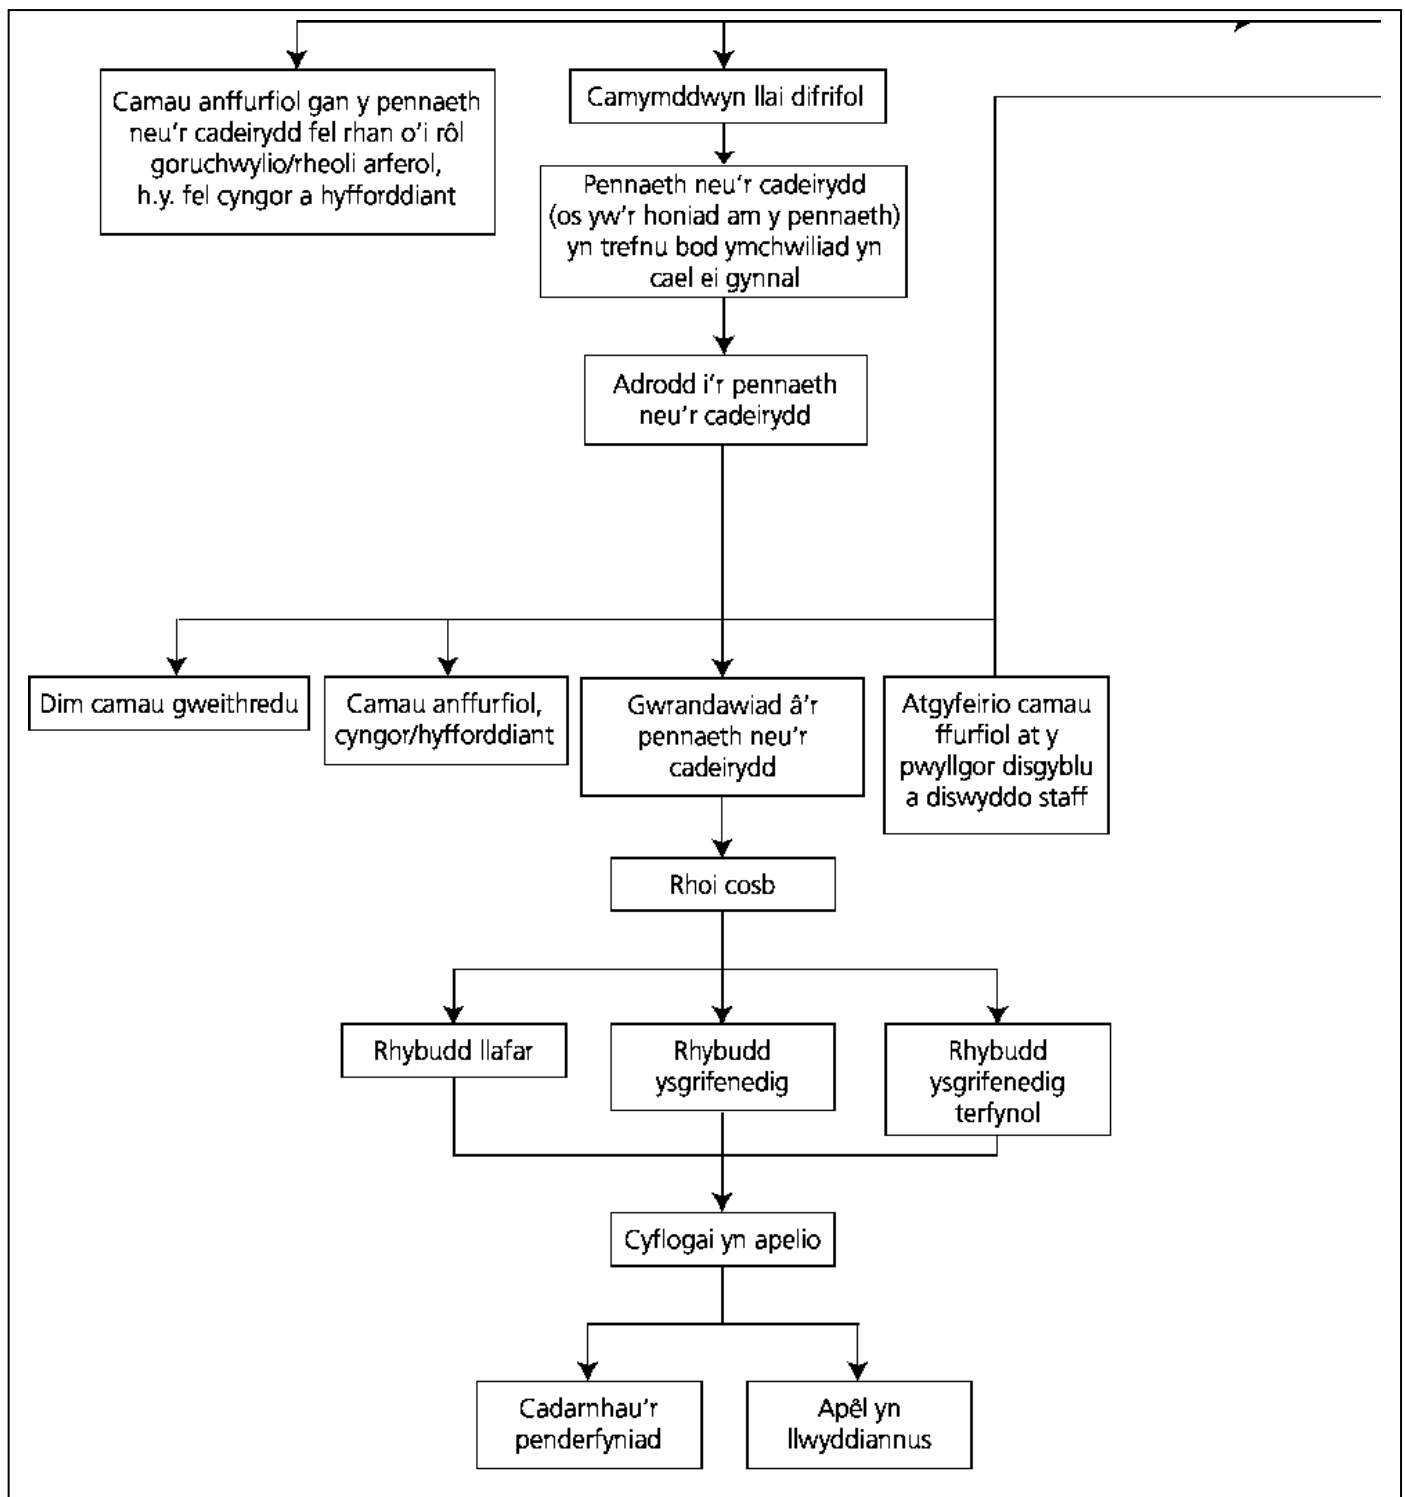 Camau anffurfiol gan y pennaeth
neu'r cadeirydd fel rhan o'i rôl
goruchwylio/rheoli arferol,
h.y. fel cyngor a hyfforddiant
Camymddwyn llai difrifol
Pennaeth neu'r cadeirydd
(os yw'r honiad am y pennaeth)
yn trefnu bod ymchwiliad yn
cael ei gynnal
Adrodd i'r pennaeth
neu'r cadeirydd
Dim camau gweithredu
Camau anffurfiol,
cyngor/hyfforddiant
Gwrandawiad â'r
pennaeth neu'r
cadeirydd
Atgyfeirio camau
ffurfiol at y
pwyllgor disgyblu
a diswyddo staff
Rhoi cosb
Rhybudd llafar
Rhybudd
ysgrifenedig
Rhybudd
ysgrifenedig
terfynol
Cyflogai yn apelio
Cadarnhau'r
penderfyniad
Apêl yn
llwyddiannus